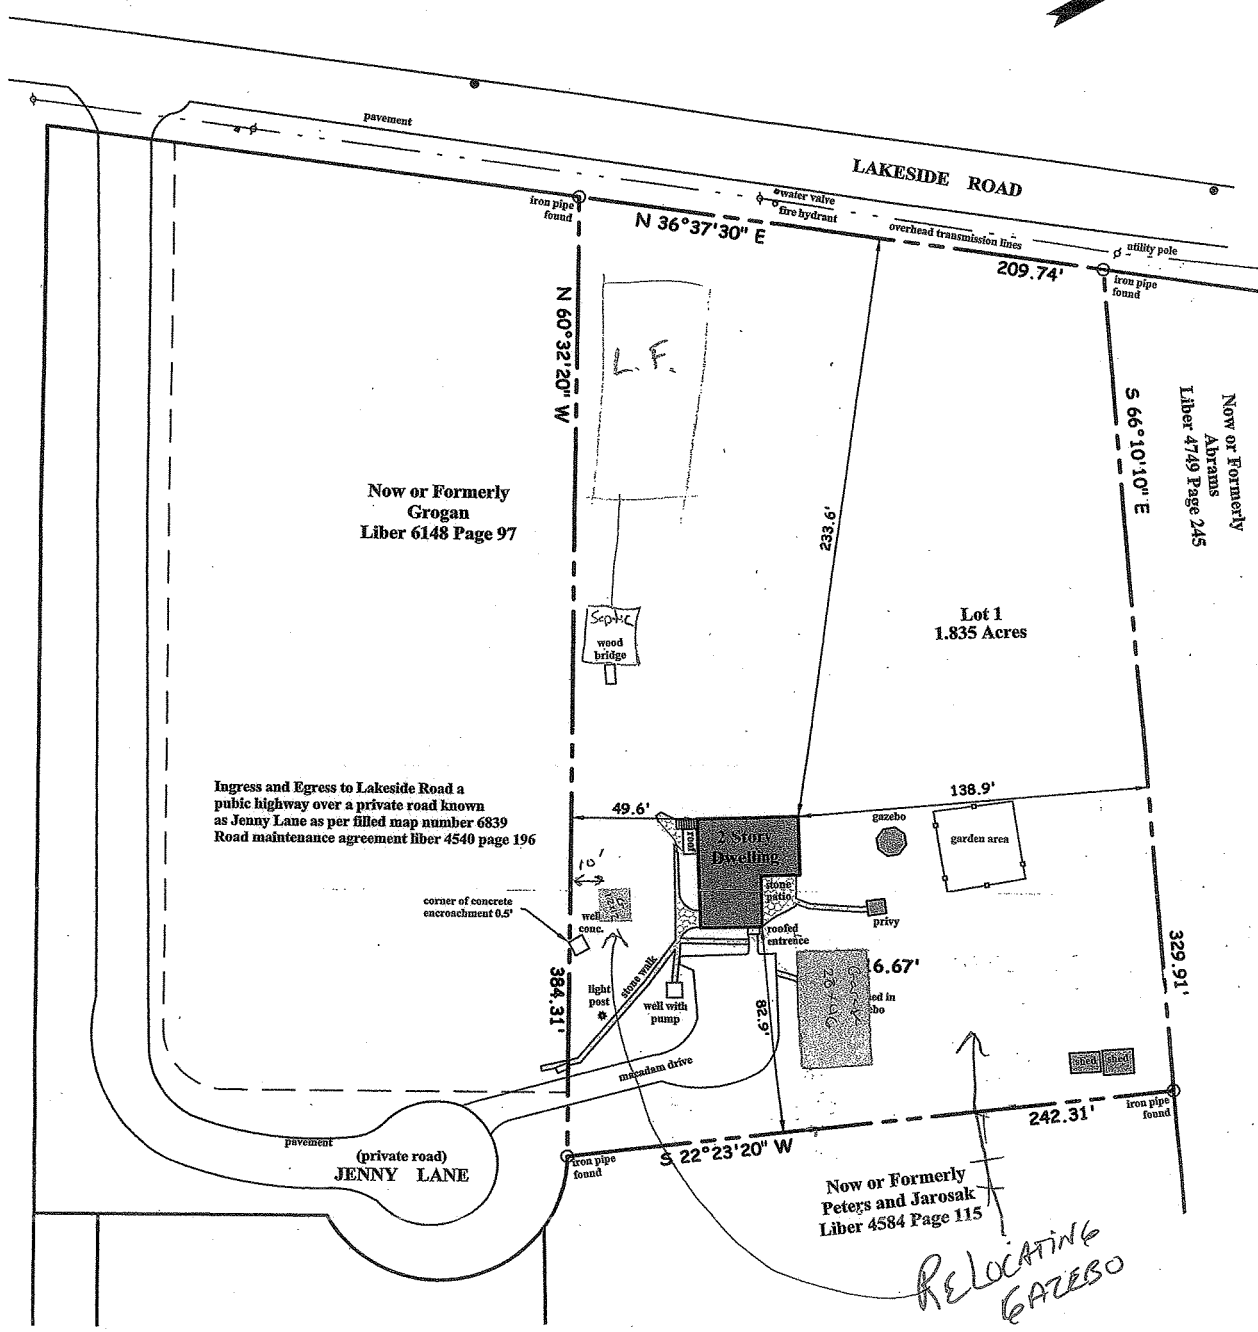 pavement
LAKESIDE ROAD
water valve
fire hydrant
iron pipe
found
N 36°37'30" E
overhead transmission lines
utility pole
209.74'
iron pipe
found
N 60°32'20" W
L.F.
S 66°10'10" E
Now or Formerly
Abrams
Liber 4749 Page 245
Now or Formerly
Grogan
Liber 6148 Page 97
233.6'
Septic
wood
bridge
Lot 1
1.835 Acres
Ingress and Egress to Lakeside Road a
pubic highway over a private road known
as Jenny Lane as per filled map number 6839
Road maintenance agreement liber 4540 page 196
49.6'
138.9'
roof
2 Story
Dwelling
gazebo
garden area
10'
stone
patio
corner of concrete
encroachment 0.5'
well
conc.
privy
roofed
entrence
384.31'
light
post
stone walk
well with
pump
82.9'
16.67'
ed in
ebo
329.91'
macadam drive
shed
shed
242.31'
iron pipe
found
pavement
(private road)
JENNY LANE
iron pipe
found
S 22°23'20" W
Now or Formerly
Peters and Jarosak
Liber 4584 Page 115
RELOCATING
GAZEBO